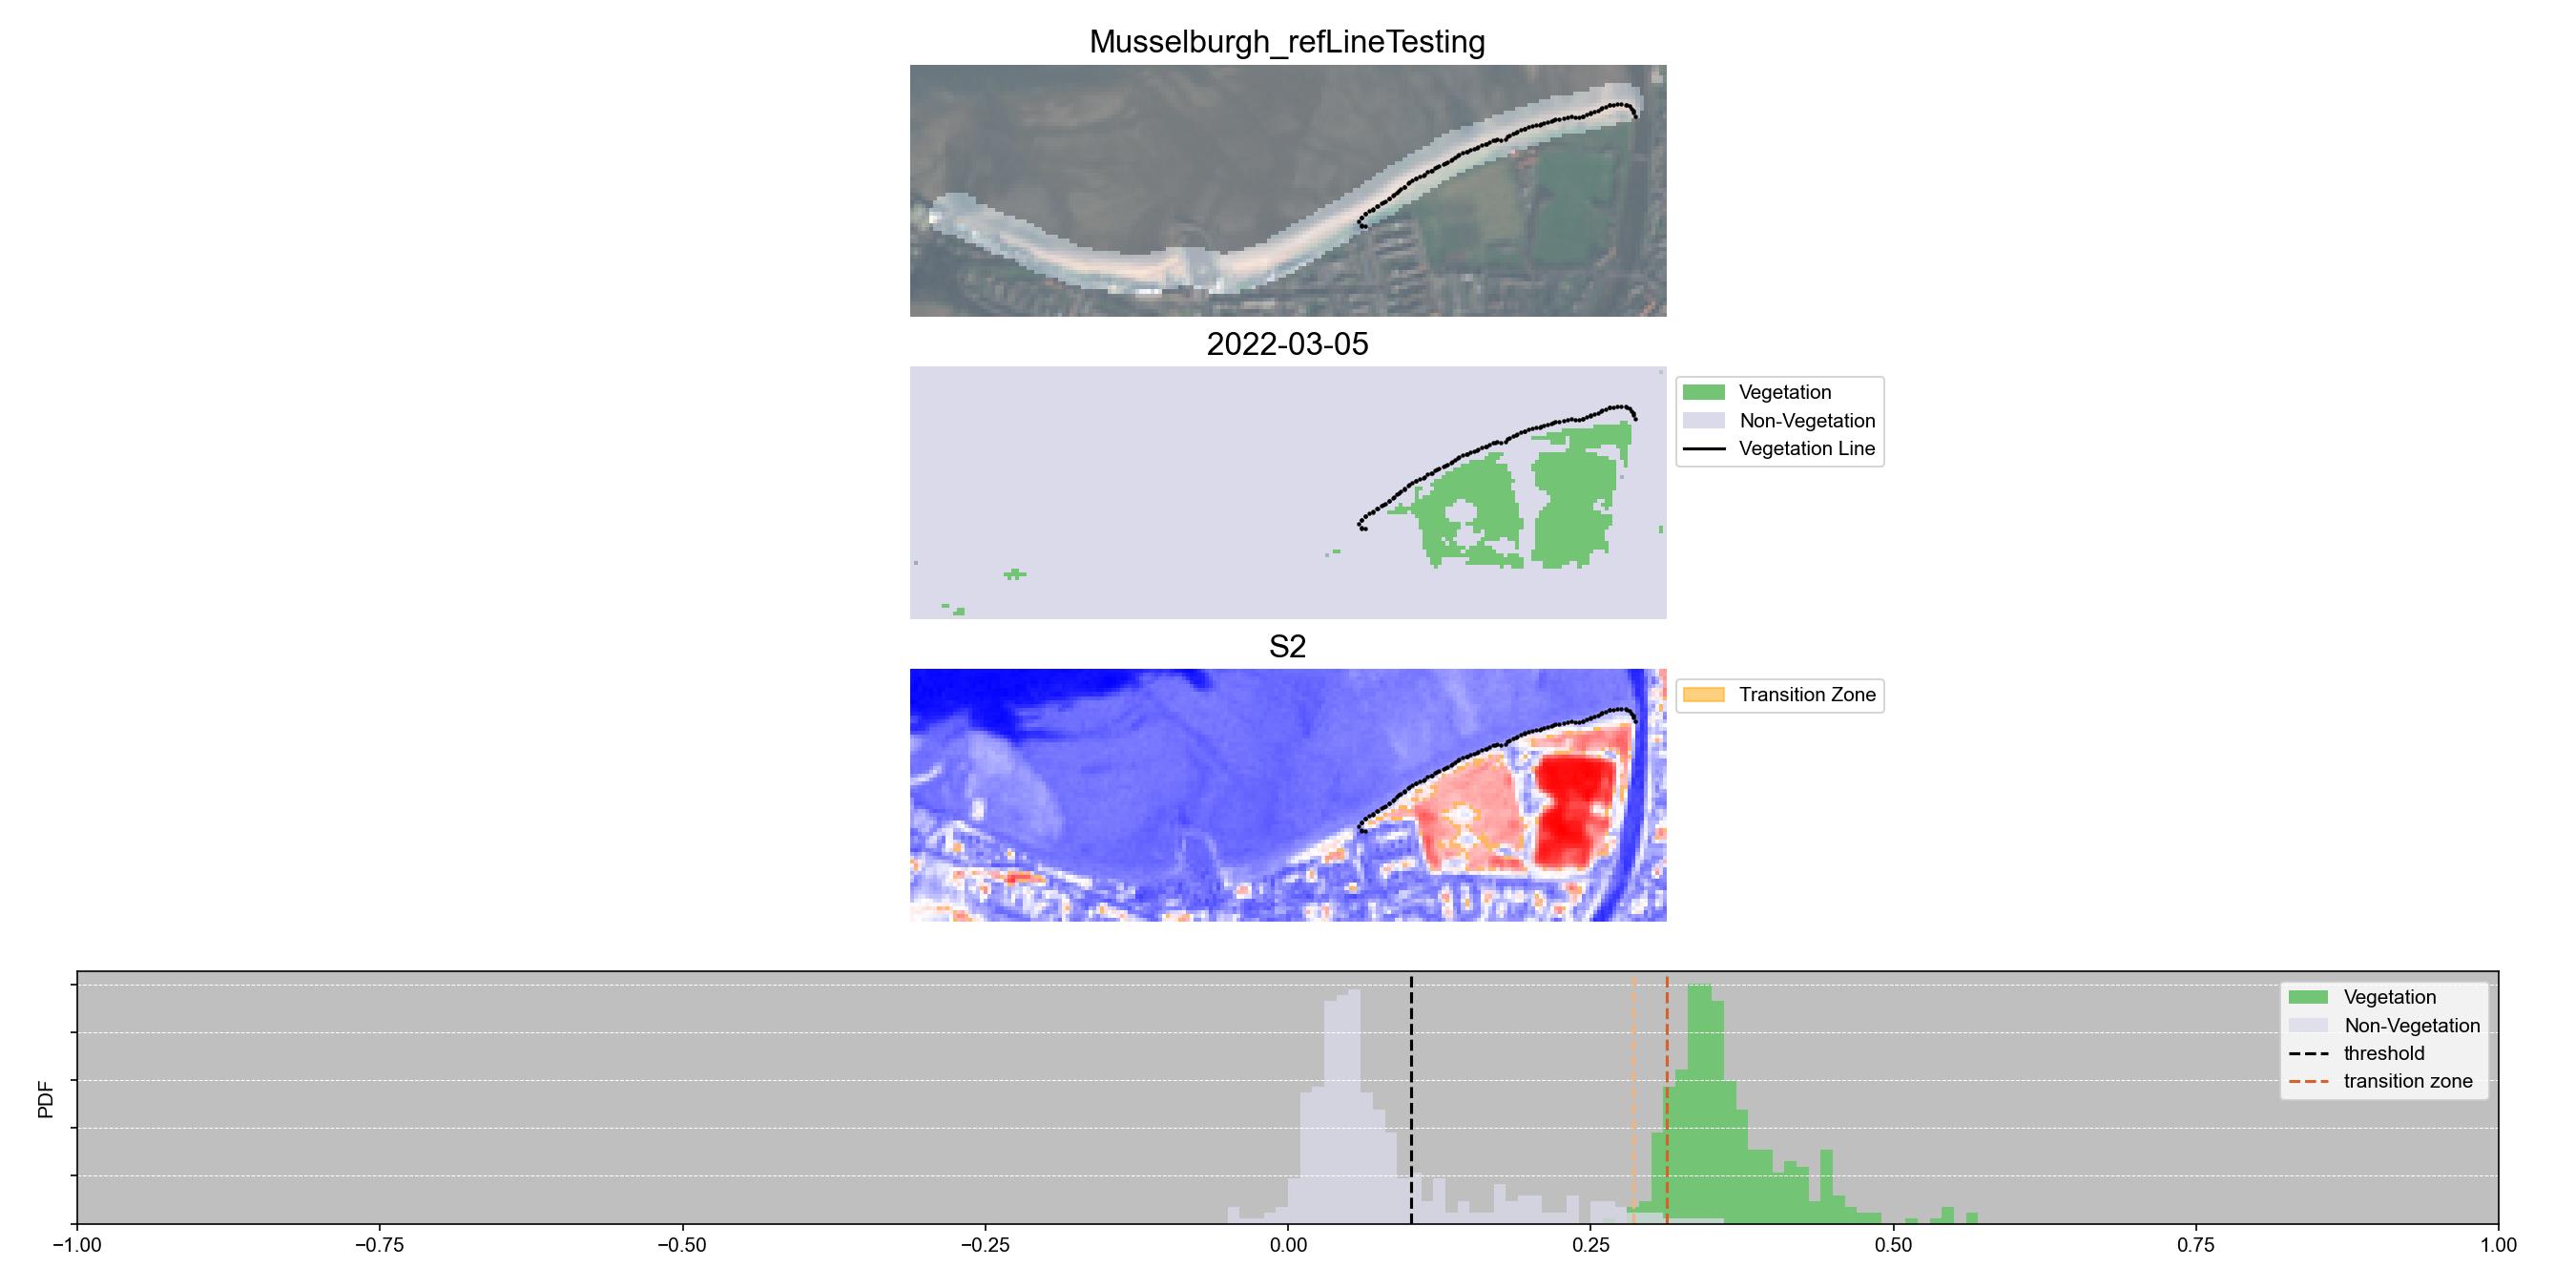 Musselburgh_refLineTesting
2022-03-05
Vegetation
Non-Vegetation
Vegetation Line
S2
Transition Zone
PDF
Vegetation
Non-Vegetation
threshold
transition zone
−1.00 −0.75 −0.50 −0.25 0.00 0.25 0.50 0.75 1.00